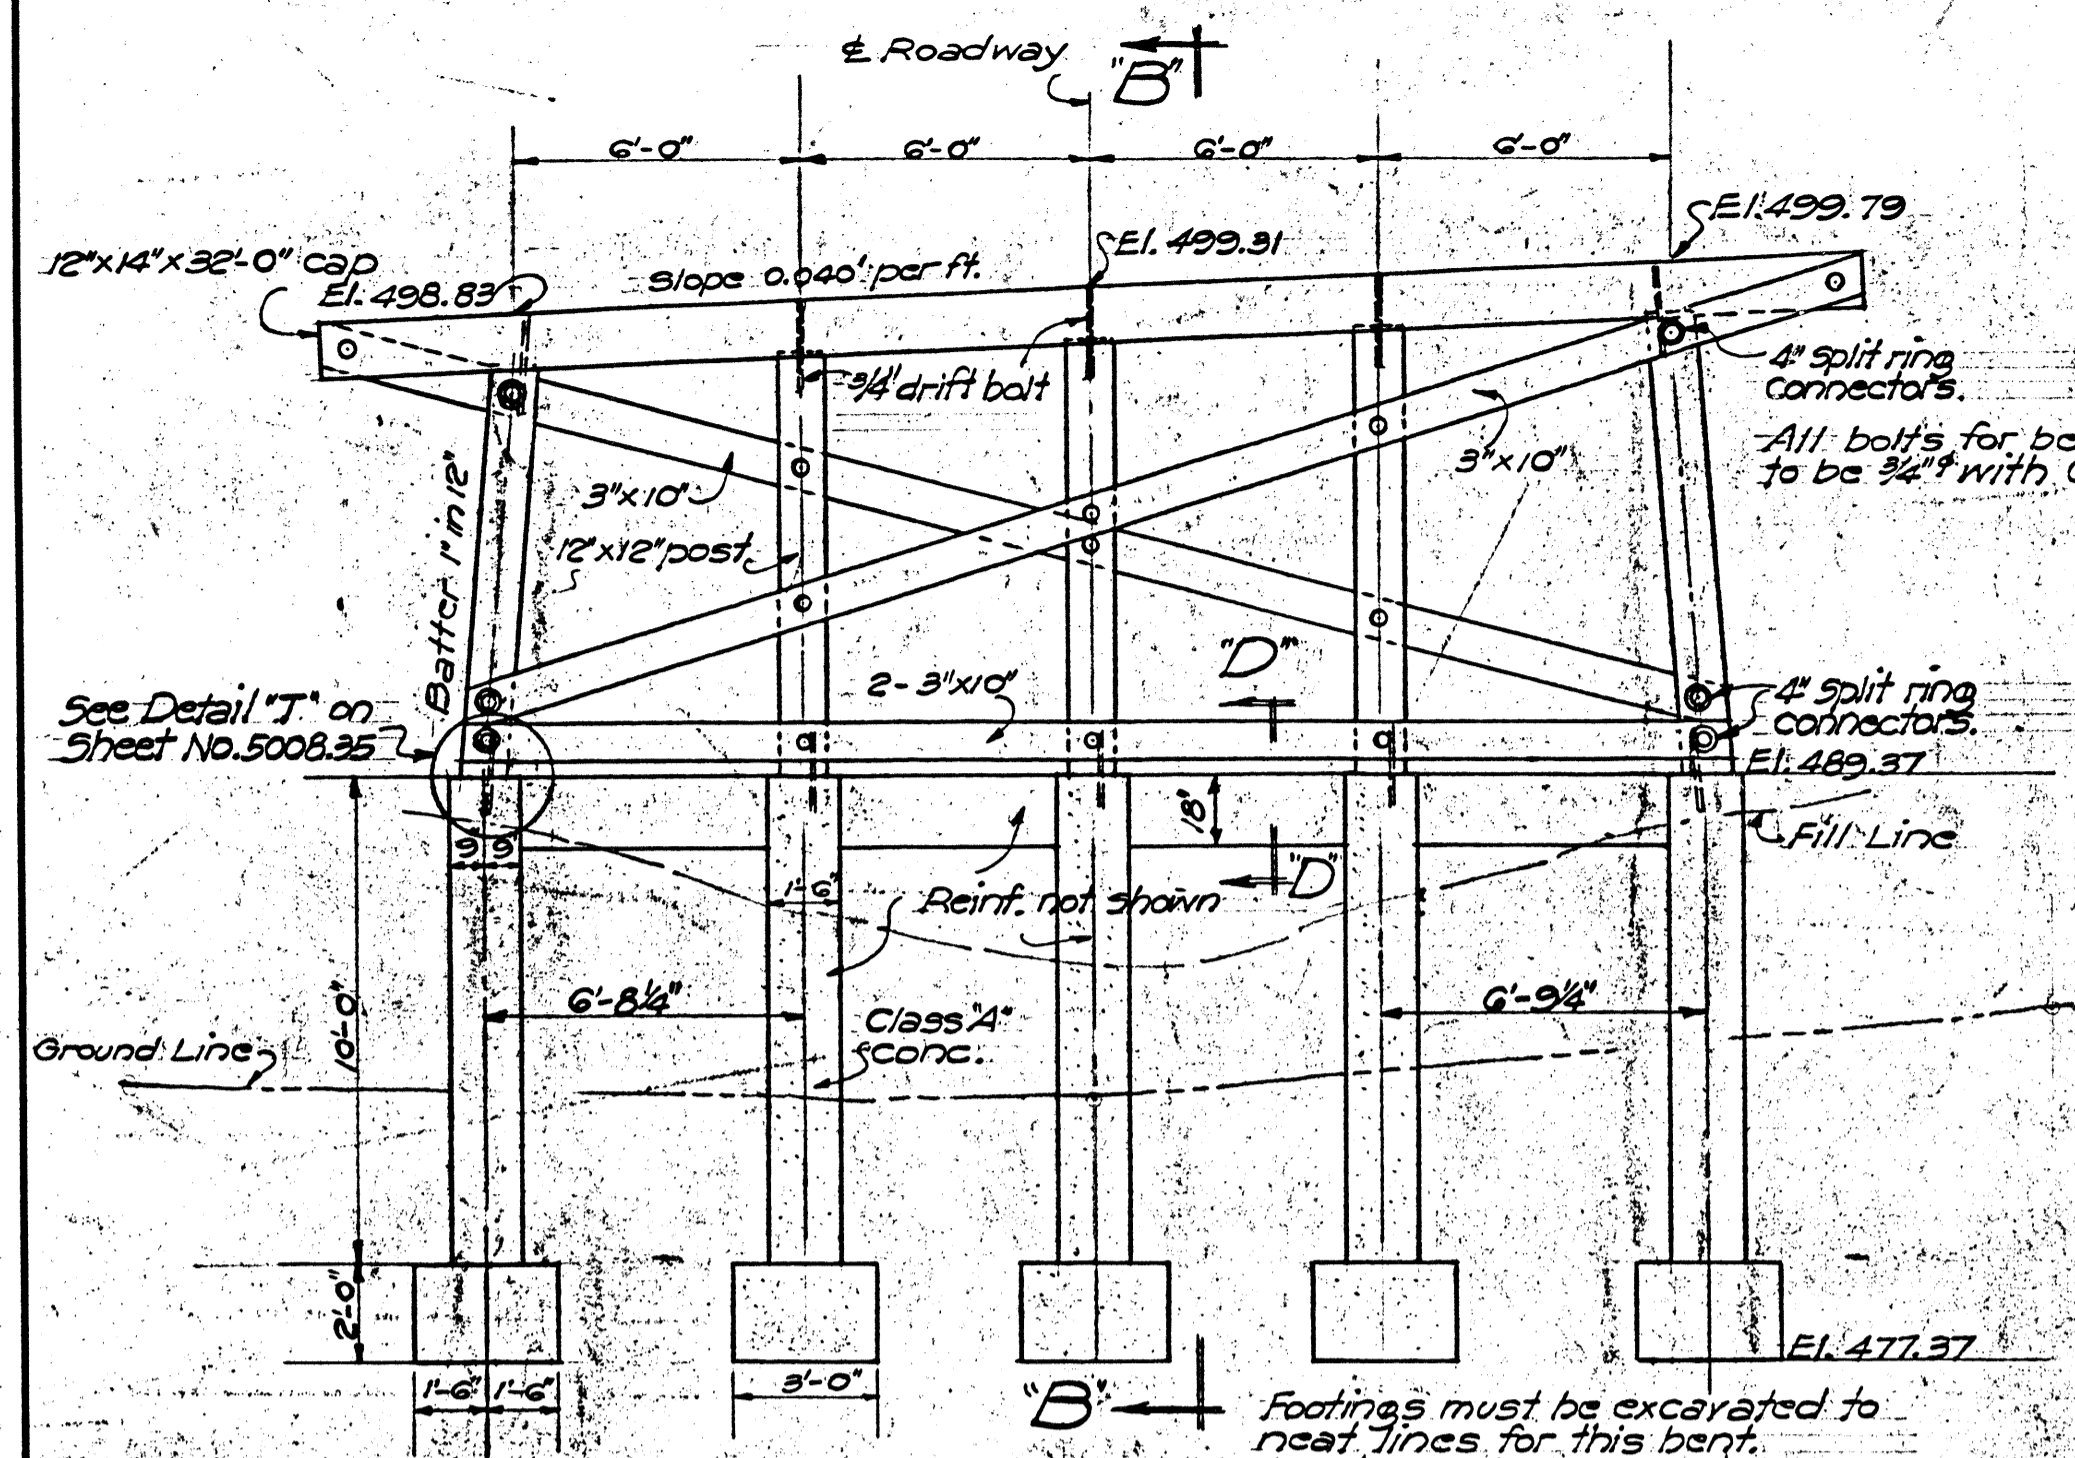 ℄ Roadway
"B"
6'-0"
6'-0"
6'-0"
6'-0"
El. 499.79
El. 499.31
12"x14"x32'-0" cap
El. 498.83
Slope 0.040' per ft.
3/4" drift bolt
4" split ring
connectors.
All bolts for be
to be 3/4"φ with
3"x10"
3"x10"
12"x12" post
Batter 1" in 12"
"D"
2-3"x10"
See Detail "J" on
Sheet No. 5008.35
4" split ring
connectors.
El. 489.37
18"
Fill Line
9" 9"
"D"
1'-6"
Reinf. not shown
10'-0"
6'-8¼"
6'-9¼"
Class "A"
conc.
Ground Line
2'-0"
El. 477.37
1'-6" 1'-6"
3'-0"
"B"
Footings must be excavated to
neat lines for this bent.